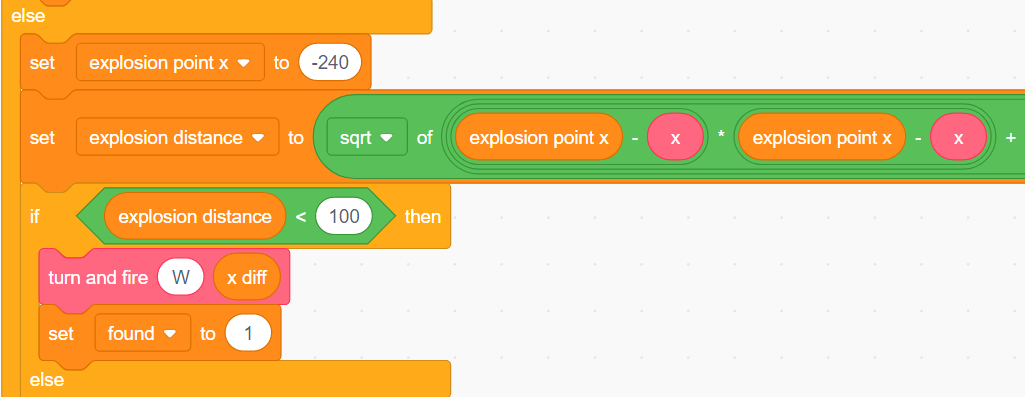 else
set explosion point x to -240
set explosion distance to sqrt of explosion point x - x * explosion point x - x +
if explosion distance < 100 then
turn and fire W x diff
set found to 1
else